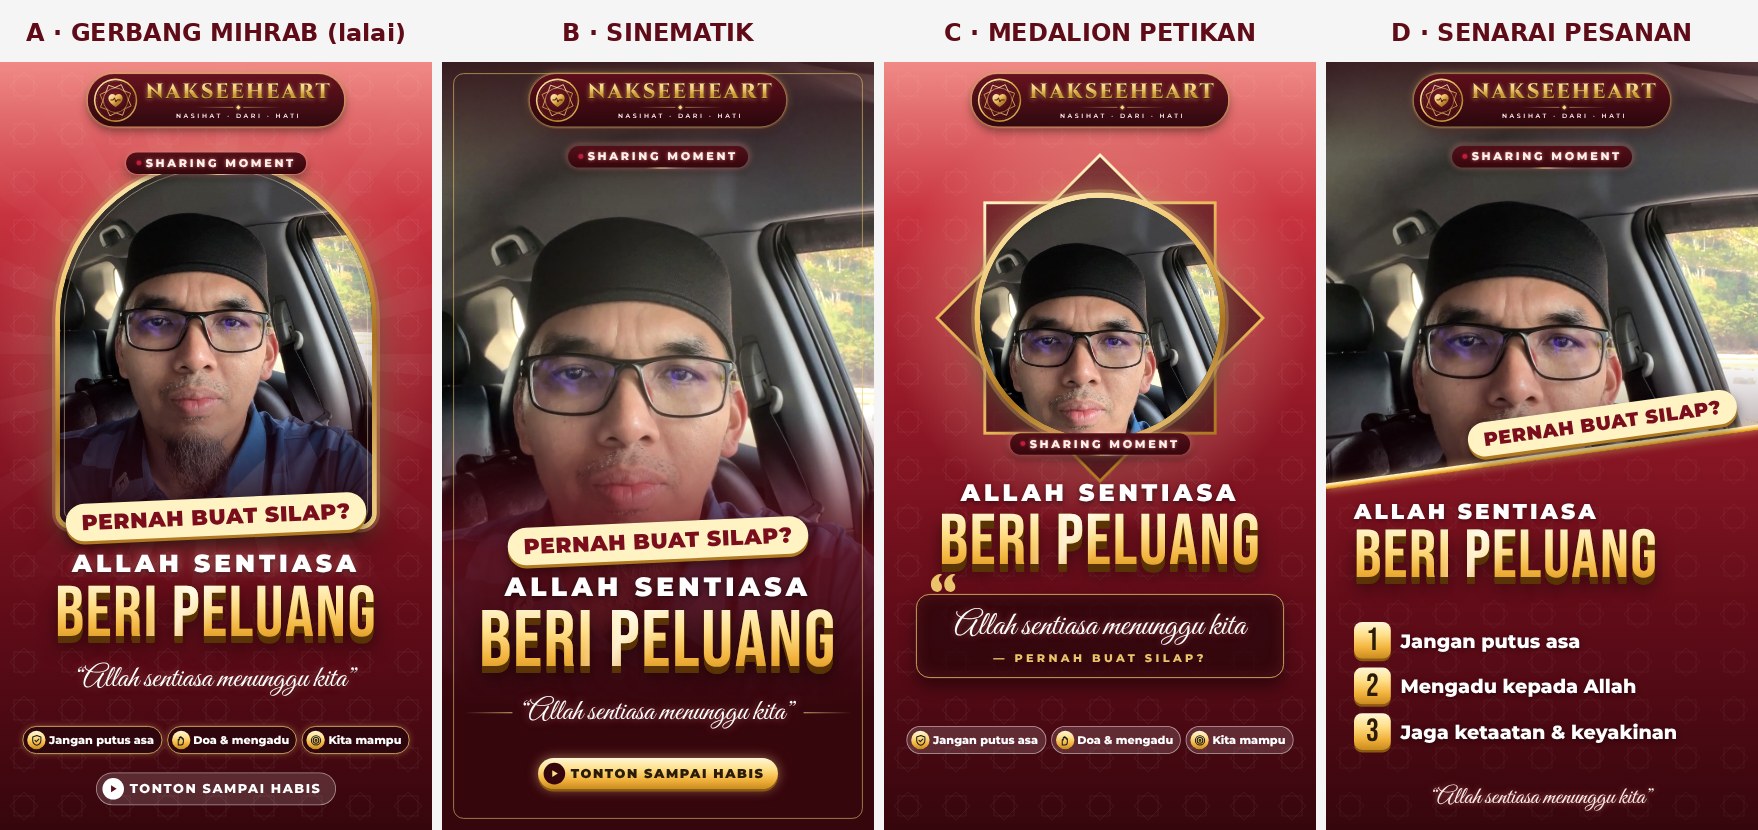 A · GERBANG MIHRAB (lalai)
NAKSEEHEART
NASIHAT · DARI · HATI
SHARING MOMENT
PERNAH BUAT SILAP?
ALLAH SENTIASA
BERI PELUANG
“Allah sentiasa menunggu kita”
Jangan putus asa
Doa & mengadu
Kita mampu
TONTON SAMPAI HABIS
B · SINEMATIK
NAKSEEHEART
NASIHAT · DARI · HATI
SHARING MOMENT
PERNAH BUAT SILAP?
ALLAH SENTIASA
BERI PELUANG
“Allah sentiasa menunggu kita”
TONTON SAMPAI HABIS
C · MEDALION PETIKAN
NAKSEEHEART
NASIHAT · DARI · HATI
SHARING MOMENT
ALLAH SENTIASA
BERI PELUANG
“
Allah sentiasa menunggu kita
— PERNAH BUAT SILAP?
Jangan putus asa
Doa & mengadu
Kita mampu
D · SENARAI PESANAN
NAKSEEHEART
NASIHAT · DARI · HATI
SHARING MOMENT
PERNAH BUAT SILAP?
ALLAH SENTIASA
BERI PELUANG
1 Jangan putus asa
2 Mengadu kepada Allah
3 Jaga ketaatan & keyakinan
“Allah sentiasa menunggu kita”